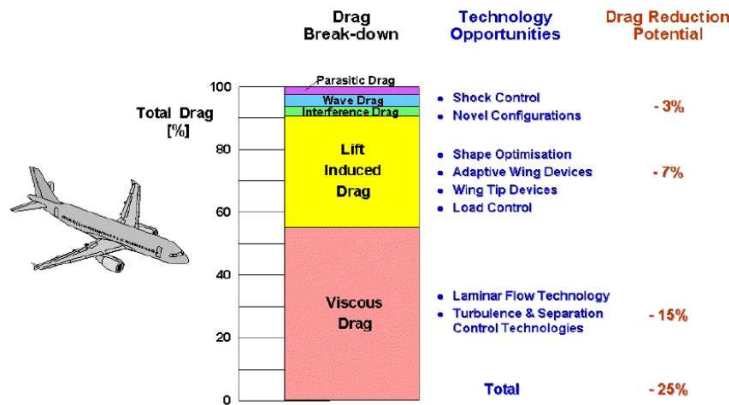 Drag
Break-down
Technology
Opportunities
Drag Reduction
Potential
Total Drag
[%]
100
80
60
40
20
0
Parasitic Drag
Wave Drag
Interference Drag
Lift
Induced
Drag
Viscous
Drag
• Shock Control
• Novel Configurations
- 3%
• Shape Optimisation
• Adaptive Wing Devices
• Wing Tip Devices
• Load Control
- 7%
• Laminar Flow Technology
• Turbulence & Separation
Control Technologies
- 15%
Total
- 25%